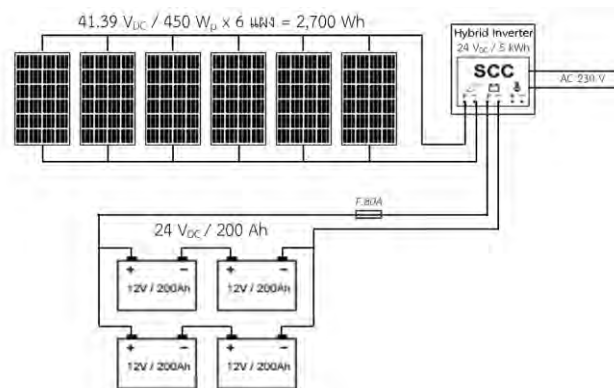 41.39 VDC / 450 Wp x 6 แผง = 2,700 Wh
Hybrid Inverter
24 VDC / 5 kWh
SCC
+ - + -
AC 230 V
F.80A
24 VDC / 200 Ah
+ - + -
12V / 200Ah 12V / 200Ah
+ - + -
12V / 200Ah 12V / 200Ah